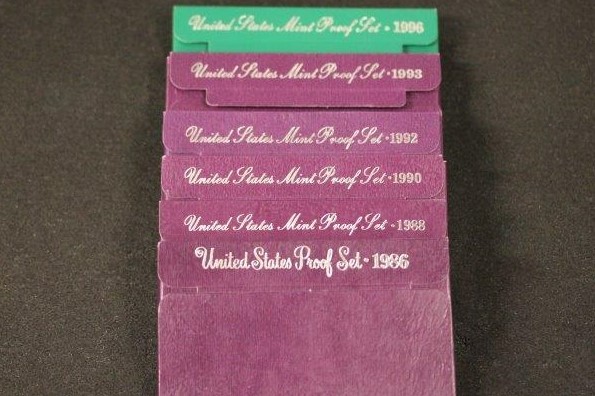 United States Mint Proof Set • 1996
United States Mint Proof Set • 1993
United States Mint Proof Set • 1992
United States Mint Proof Set • 1990
United States Mint Proof Set • 1988
United States Proof Set • 1986